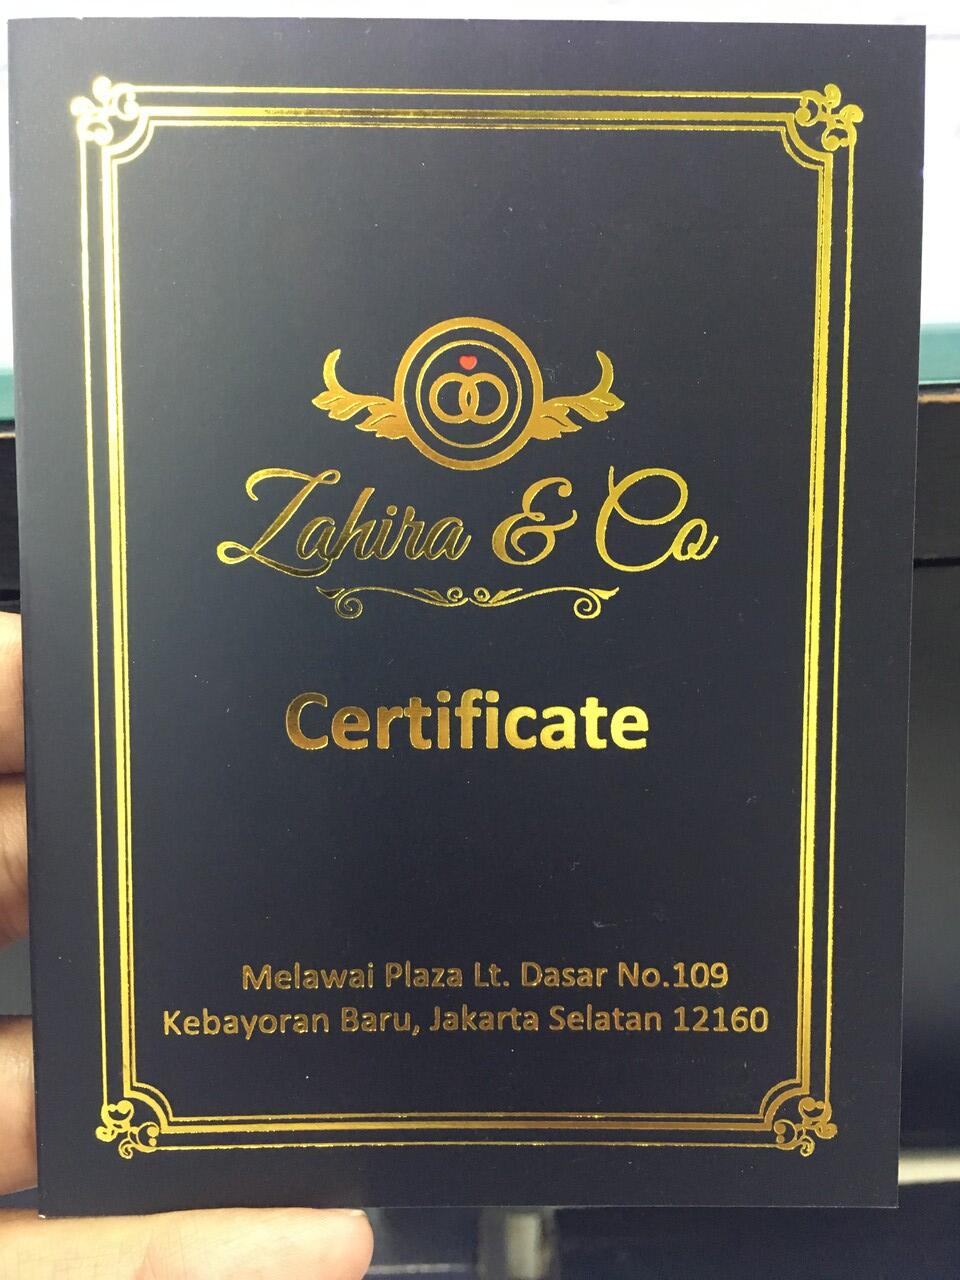 Zahira & Co
Certificate
Melawai Plaza Lt. Dasar No.109
Kebayoran Baru, Jakarta Selatan 12160